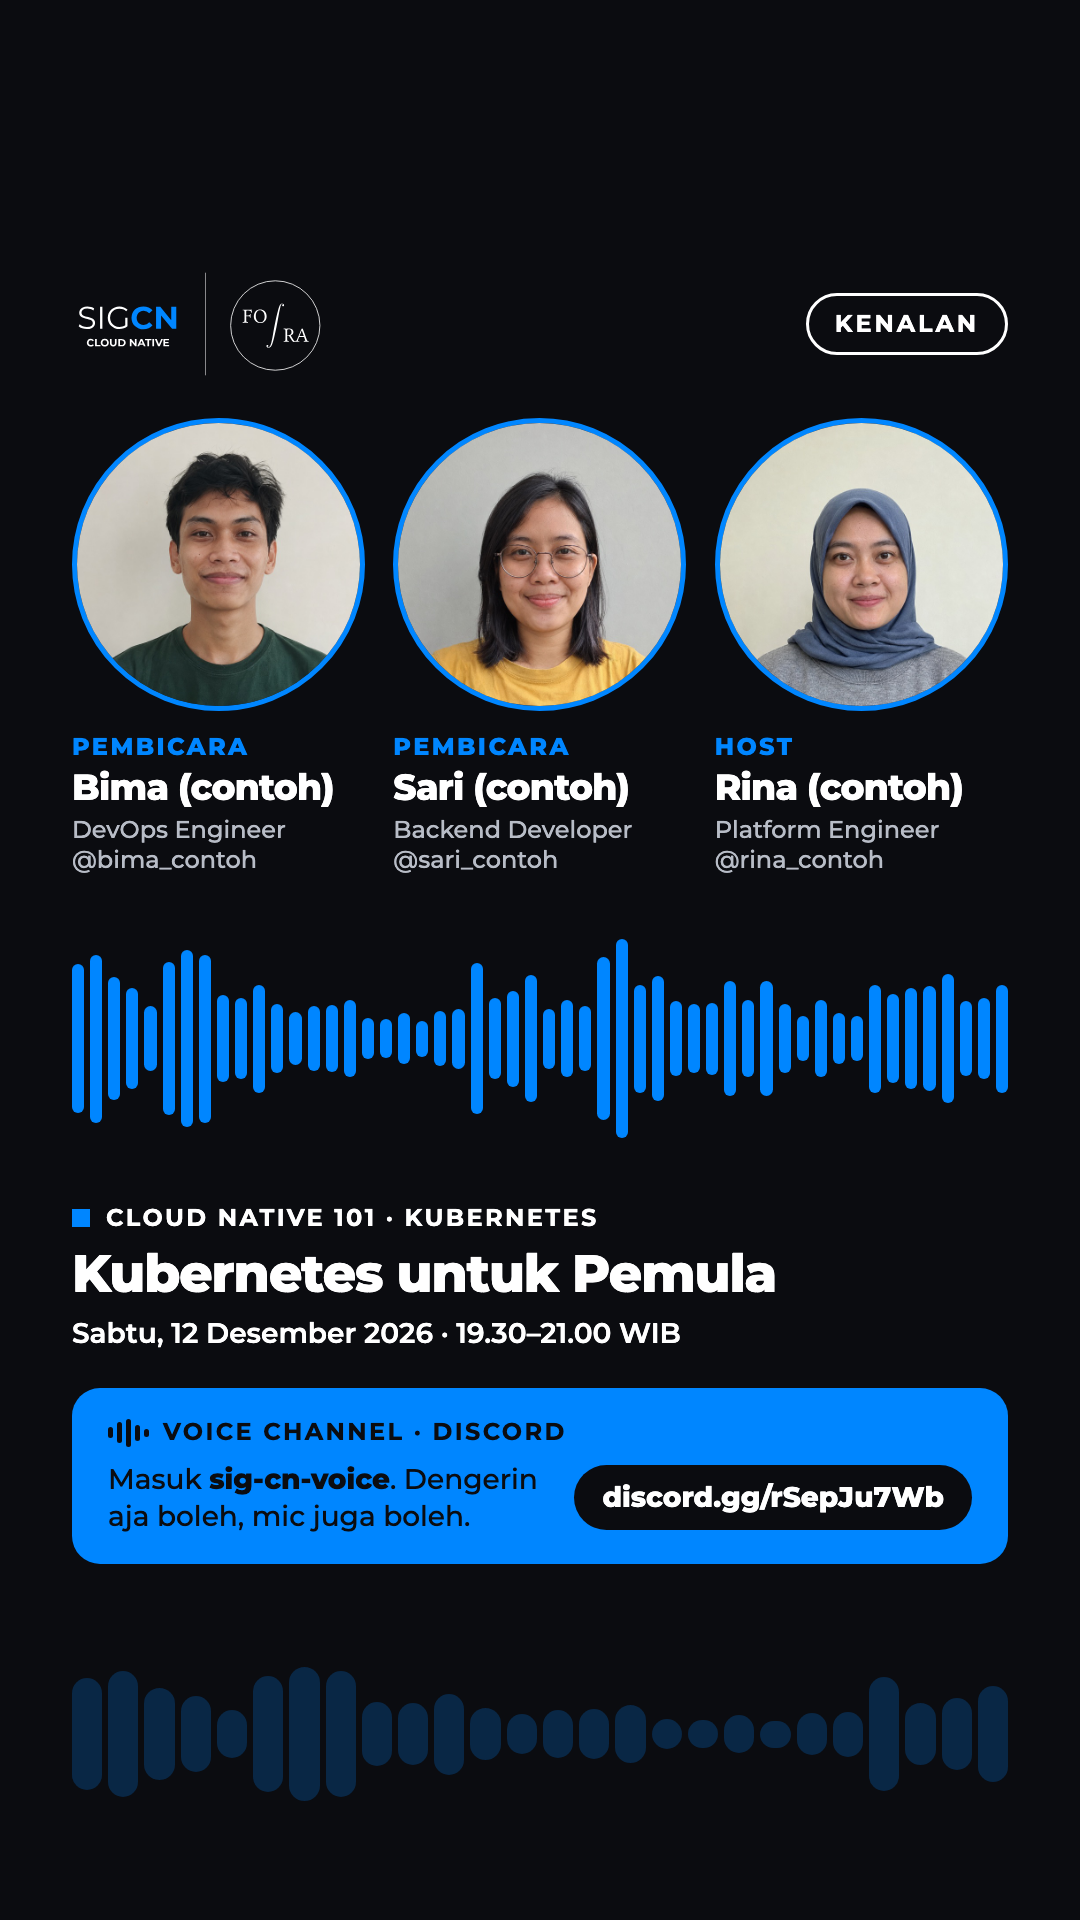 SIGCN
CLOUD NATIVE
FO RA
KENALAN
PEMBICARA
Bima (contoh)
DevOps Engineer
@bima_contoh
PEMBICARA
Sari (contoh)
Backend Developer
@sari_contoh
HOST
Rina (contoh)
Platform Engineer
@rina_contoh
CLOUD NATIVE 101 · KUBERNETES
Kubernetes untuk Pemula
Sabtu, 12 Desember 2026 · 19.30–21.00 WIB
VOICE CHANNEL · DISCORD
Masuk sig-cn-voice. Dengerin
aja boleh, mic juga boleh.
discord.gg/rSepJu7Wb